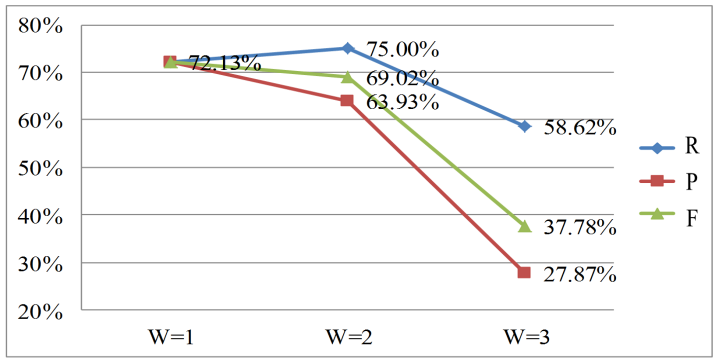 80%
70%
60%
50%
40%
30%
20%
72.13%
75.00%
69.02%
63.93%
58.62%
37.78%
27.87%
W=1
W=2
W=3
R
P
F